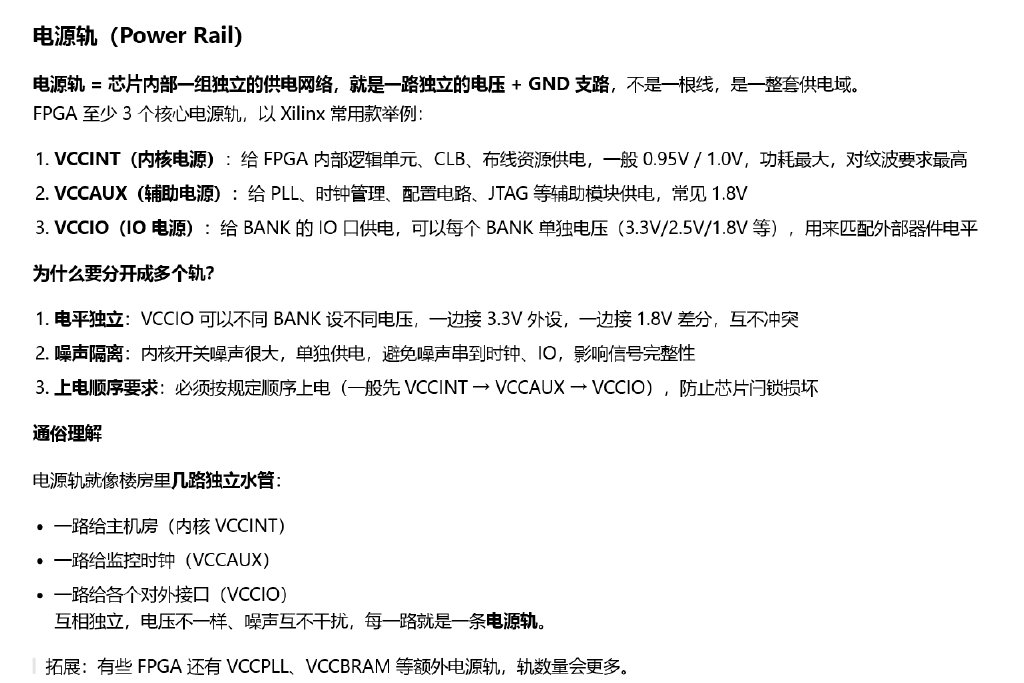 电源轨（Power Rail）
电源轨 = 芯片内部一组独立的供电网络，就是一路独立的电压 + GND 支路，不是一根线，是一整套供电域。
FPGA 至少 3 个核心电源轨，以 Xilinx 常用款举例：
1. VCCINT（内核电源）：给 FPGA 内部逻辑单元、CLB、布线资源供电，一般 0.95V / 1.0V，功耗最大，对纹波要求最高
2. VCCAUX（辅助电源）：给 PLL、时钟管理、配置电路、JTAG 等辅助模块供电，常见 1.8V
3. VCCIO（IO 电源）：给 BANK 的 IO 口供电，可以每个 BANK 单独电压（3.3V/2.5V/1.8V 等），用来匹配外部器件电平
为什么要分开成多个轨？
1. 电平独立：VCCIO 可以不同 BANK 设不同电压，一边接 3.3V 外设，一边接 1.8V 差分，互不冲突
2. 噪声隔离：内核开关噪声很大，单独供电，避免噪声串到时钟、IO，影响信号完整性
3. 上电顺序要求：必须按规定顺序上电（一般先 VCCINT → VCCAUX → VCCIO），防止芯片闩锁损坏
通俗理解
电源轨就像楼房里几路独立水管：
• 一路给主机房（内核 VCCINT）
• 一路给监控时钟（VCCAUX）
• 一路给各个对外接口（VCCIO）
互相独立，电压不一样、噪声互不干扰，每一路就是一条电源轨。
拓展：有些 FPGA 还有 VCCPLL、VCCBRAM 等额外电源轨，轨数量会更多。